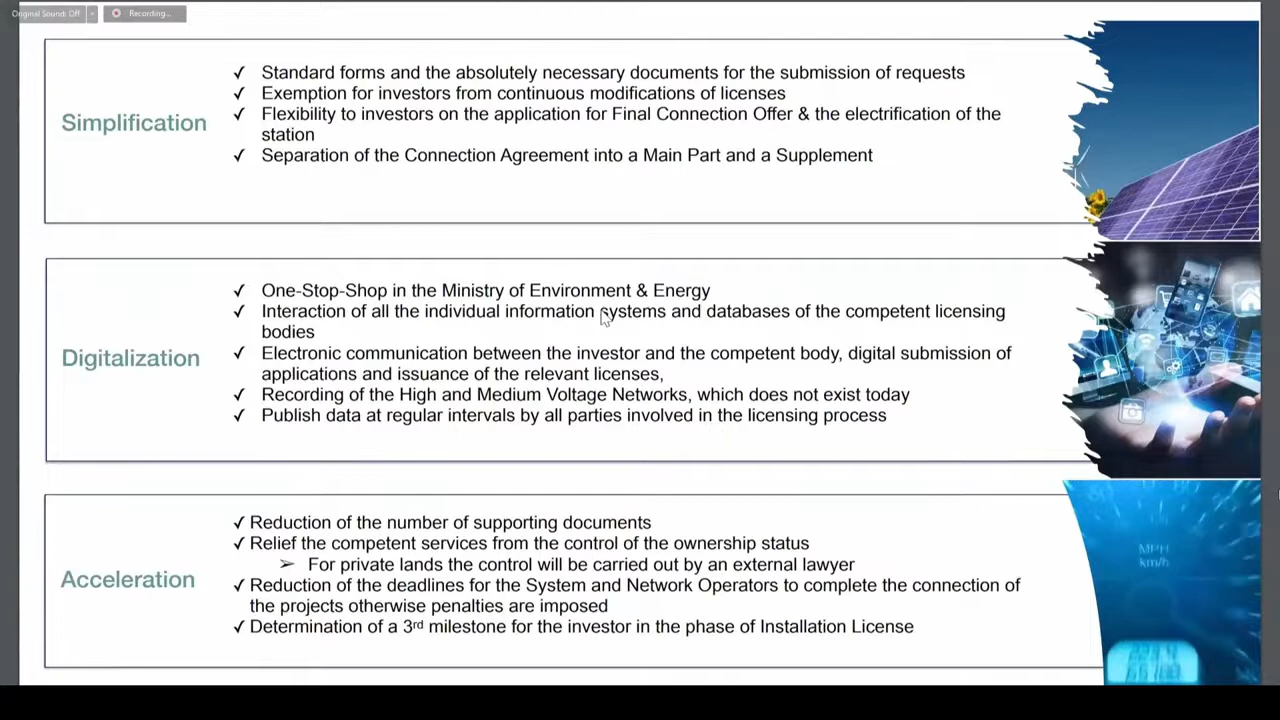 Original Sound: Off
Recording...
Simplification
✓ Standard forms and the absolutely necessary documents for the submission of requests
✓ Exemption for investors from continuous modifications of licenses
✓ Flexibility to investors on the application for Final Connection Offer & the electrification of the
station
✓ Separation of the Connection Agreement into a Main Part and a Supplement
Digitalization
✓ One-Stop-Shop in the Ministry of Environment & Energy
✓ Interaction of all the individual information systems and databases of the competent licensing
bodies
✓ Electronic communication between the investor and the competent body, digital submission of
applications and issuance of the relevant licenses,
✓ Recording of the High and Medium Voltage Networks, which does not exist today
✓ Publish data at regular intervals by all parties involved in the licensing process
Acceleration
✓ Reduction of the number of supporting documents
✓ Relief the competent services from the control of the ownership status
➢ For private lands the control will be carried out by an external lawyer
✓ Reduction of the deadlines for the System and Network Operators to complete the connection of
the projects otherwise penalties are imposed
✓ Determination of a 3rd milestone for the investor in the phase of Installation License
MPH
km/h